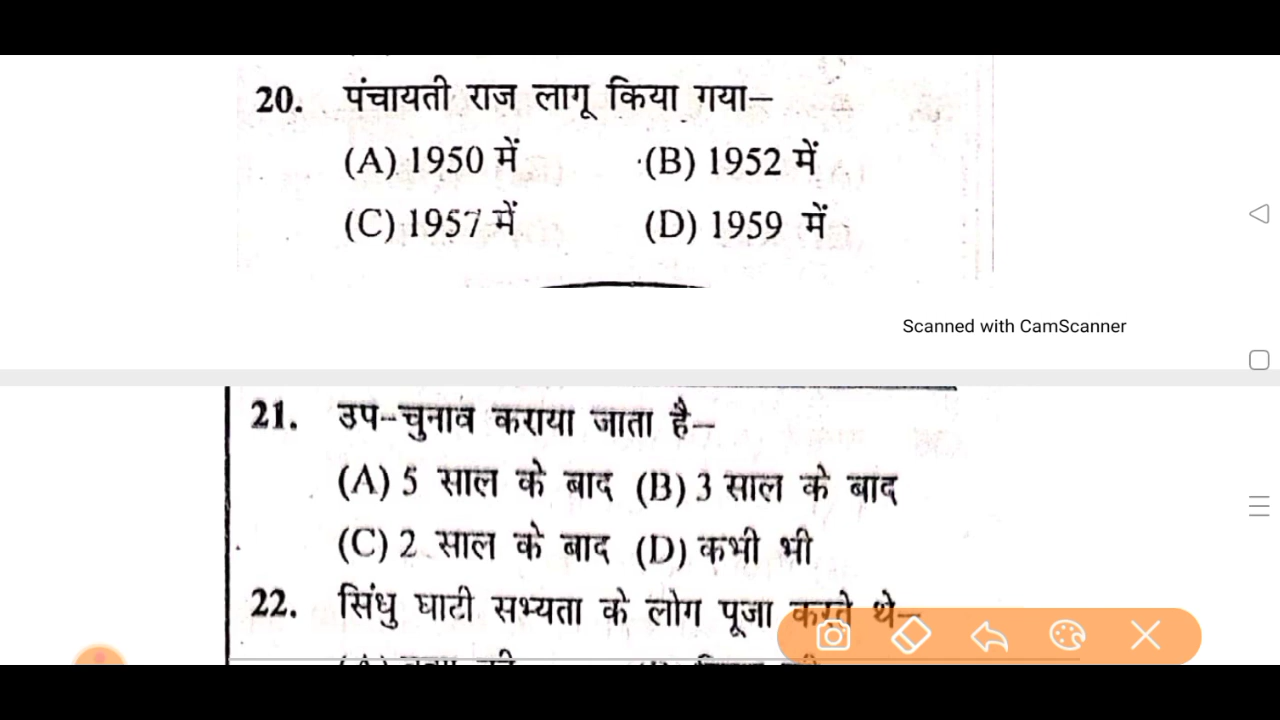 20. पंचायती राज लागू किया गया–
(A) 1950 में (B) 1952 में
(C) 1957 में (D) 1959 में
Scanned with CamScanner
21. उप-चुनाव कराया जाता है–
(A) 5 साल के बाद (B) 3 साल के बाद
(C) 2 साल के बाद (D) कभी भी
22. सिंधु घाटी सभ्यता के लोग पूजा करते थे–